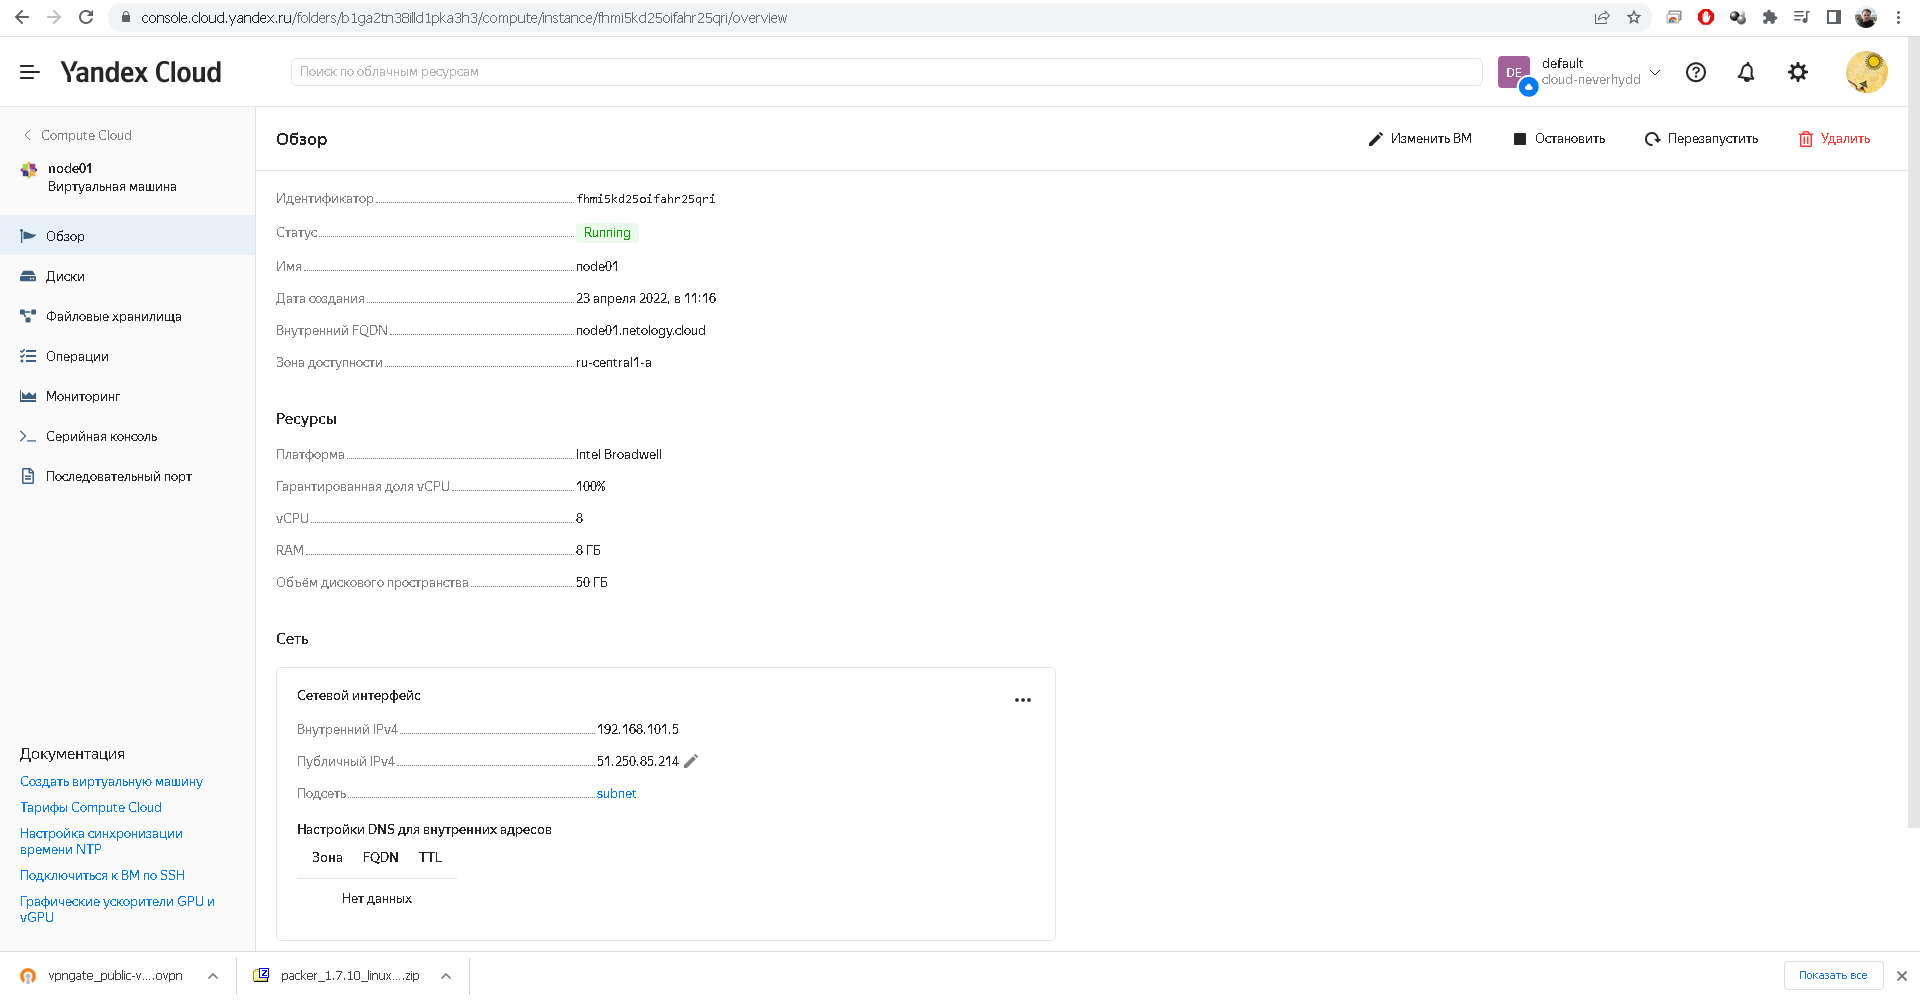 console.cloud.yandex.ru/folders/b1ga2tn38illd1pka3h3/compute/instance/fhmi5kd25oifahr25qri/overview
Yandex Cloud
Поиск по облачным ресурсам
DE
default
cloud-neverhydd
Compute Cloud
node01
Виртуальная машина
Обзор
Диски
Файловые хранилища
Операции
Мониторинг
Серийная консоль
Последовательный порт
Документация
Создать виртуальную машину
Тарифы Compute Cloud
Настройка синхронизации
времени NTP
Подключиться к ВМ по SSH
Графические ускорители GPU и
vGPU
Обзор
Изменить ВМ
Остановить
Перезапустить
Удалить
Идентификатор fhmi5kd25oifahr25qri
Статус Running
Имя node01
Дата создания 23 апреля 2022, в 11:16
Внутренний FQDN node01.netology.cloud
Зона доступности ru-central1-a
Ресурсы
Платформа Intel Broadwell
Гарантированная доля vCPU 100%
vCPU 8
RAM 8 ГБ
Объём дискового пространства 50 ГБ
Сеть
Сетевой интерфейс
Внутренний IPv4 192.168.101.5
Публичный IPv4 51.250.85.214
Подсеть subnet
Настройки DNS для внутренних адресов
Зона FQDN TTL
Нет данных
vpngate_public-v....ovpn
packer_1.7.10_linux....zip
Показать все